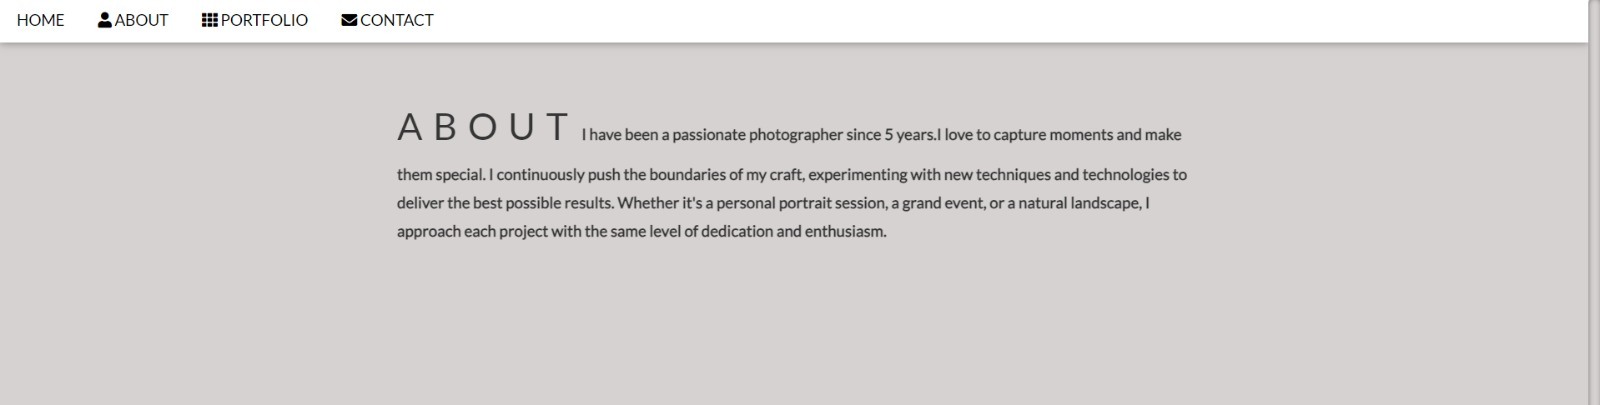 HOME ABOUT PORTFOLIO CONTACT
ABOUT I have been a passionate photographer since 5 years.I love to capture moments and make
them special. I continuously push the boundaries of my craft, experimenting with new techniques and technologies to
deliver the best possible results. Whether it's a personal portrait session, a grand event, or a natural landscape, I
approach each project with the same level of dedication and enthusiasm.